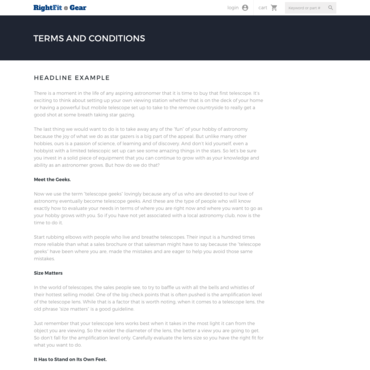 RightFit Gear
login
cart
TERMS AND CONDITIONS
HEADLINE EXAMPLE
There is a moment in the life of any aspiring astronomer that it is time to buy that first telescope. It's
exciting to think about setting up your own viewing station whether that is on the deck of your home
or having a powerful but mobile telescope set up to take to the remote countryside to really get a
good shot at some breath taking star gazing.
The last thing we would want to do is to take away any of the "fun" of your hobby of astronomy
because the joy of what we do as star gazers is a big part of the appeal. But unlike many other
hobbies, ours is a passion of science, of learning and of discovery. And don't kid yourself, even a
hobbyist with a limited telescopic set up can see some amazing things in the stars. So let's be sure
you invest in a solid piece of equipment that you can continue to grow with as your knowledge and
ability as an astronomer grows. But how do we do that?
Meet the Geeks.
Now we use the term "telescope geeks" lovingly because any of us who are devoted to our love of
astronomy eventually become telescope geeks. And these are the type of people who will know
exactly how to evaluate your needs in terms of where you are right now and where you want to go as
your hobby grows with you. So if you have not yet associated with a local astronomy club, now is the
time to do it.
Start rubbing elbows with people who live and breathe telescopes. Their input is a hundred times
more reliable than what a sales brochure or that salesman might have to say because the "telescope
geeks" have been where you are, made the mistakes and are eager to help you avoid those same
mistakes.
Size Matters
In the world of telescopes, the sales people are to try to baffle us with all the bells and whistles of
their hottest selling model. One of the big check points that is often pushed is the amplification level
of the telescope lens. While that is a factor that is worth noting, when it comes to a telescope lens, the
old phrase "size matters" is a good guideline.
Just remember that your telescope lens works best when it takes in the most light it can from the
object you are viewing. So the wider the diameter of the lens, the better a view you are going to get.
So don't fall for the amplification level only. Carefully evaluate the lens size so you have the right fit for
what you want to do.
It Has to Stand on its Own Feet.